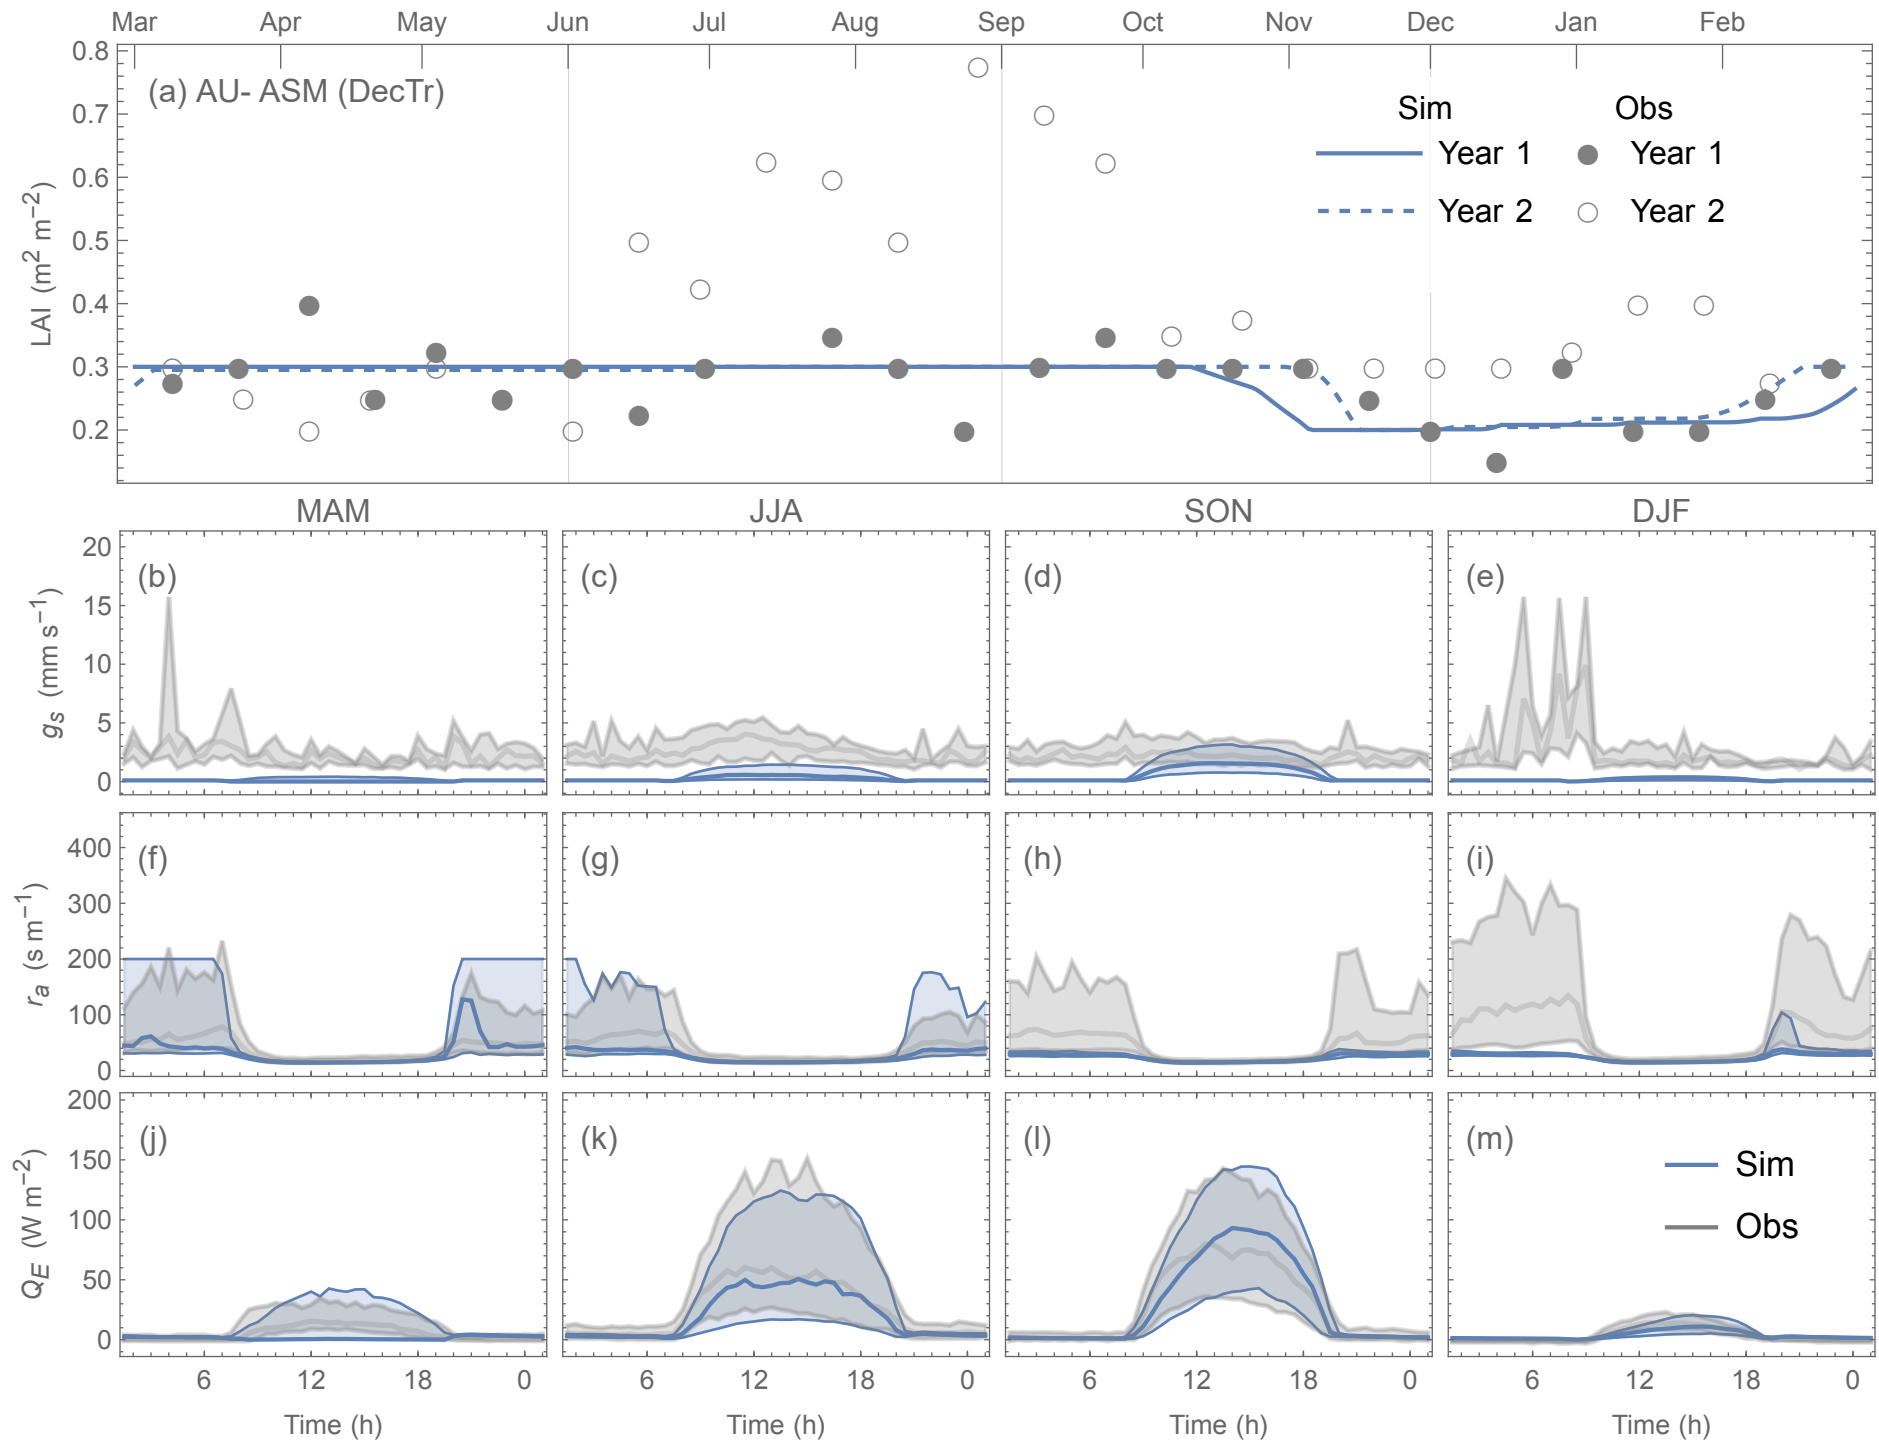 Mar Apr May Jun Jul Aug Sep Oct Nov Dec Jan Feb
(a) AU- ASM (DecTr)
LAI (m² m⁻²)
0.8
0.7
0.6
0.5
0.4
0.3
0.2
Sim Obs
Year 1 Year 1
Year 2 Year 2
MAM JJA SON DJF
gₛ (mm s⁻¹)
20
15
10
5
0
(b) (c) (d) (e)
rₐ (s m⁻¹)
400
300
200
100
0
(f) (g) (h) (i)
Q_E (W m⁻²)
200
150
100
50
0
(j) (k) (l) (m)
Sim
Obs
6 12 18 0 6 12 18 0 6 12 18 0 6 12 18 0
Time (h) Time (h) Time (h) Time (h)